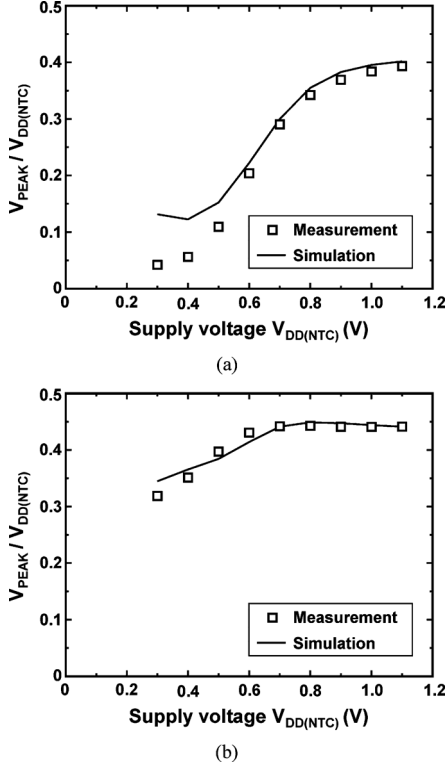 0.5
0.4
0.3
0.2
0.1
0
V_PEAK / V_DD(NTC)
Measurement
Simulation
0 0.2 0.4 0.6 0.8 1.0 1.2
Supply voltage V_DD(NTC) (V)
(a)
0.5
0.4
0.3
0.2
0.1
0
V_PEAK / V_DD(NTC)
Measurement
Simulation
0 0.2 0.4 0.6 0.8 1.0 1.2
Supply voltage V_DD(NTC) (V)
(b)